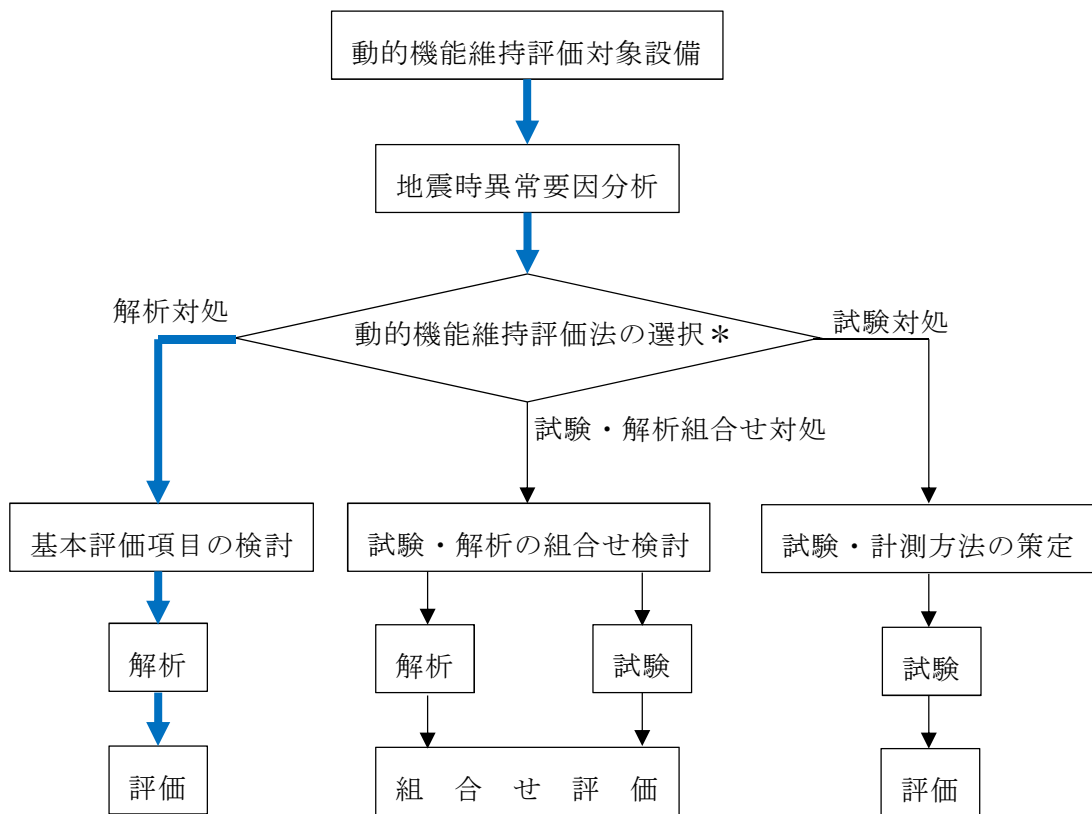 動的機能維持評価対象設備
地震時異常要因分析
解析対処
動的機能維持評価法の選択＊
試験対処
試験・解析組合せ対処
基本評価項目の検討
試験・解析の組合せ検討
試験・計測方法の策定
解析
解析
試験
試験
評価
組合せ評価
評価